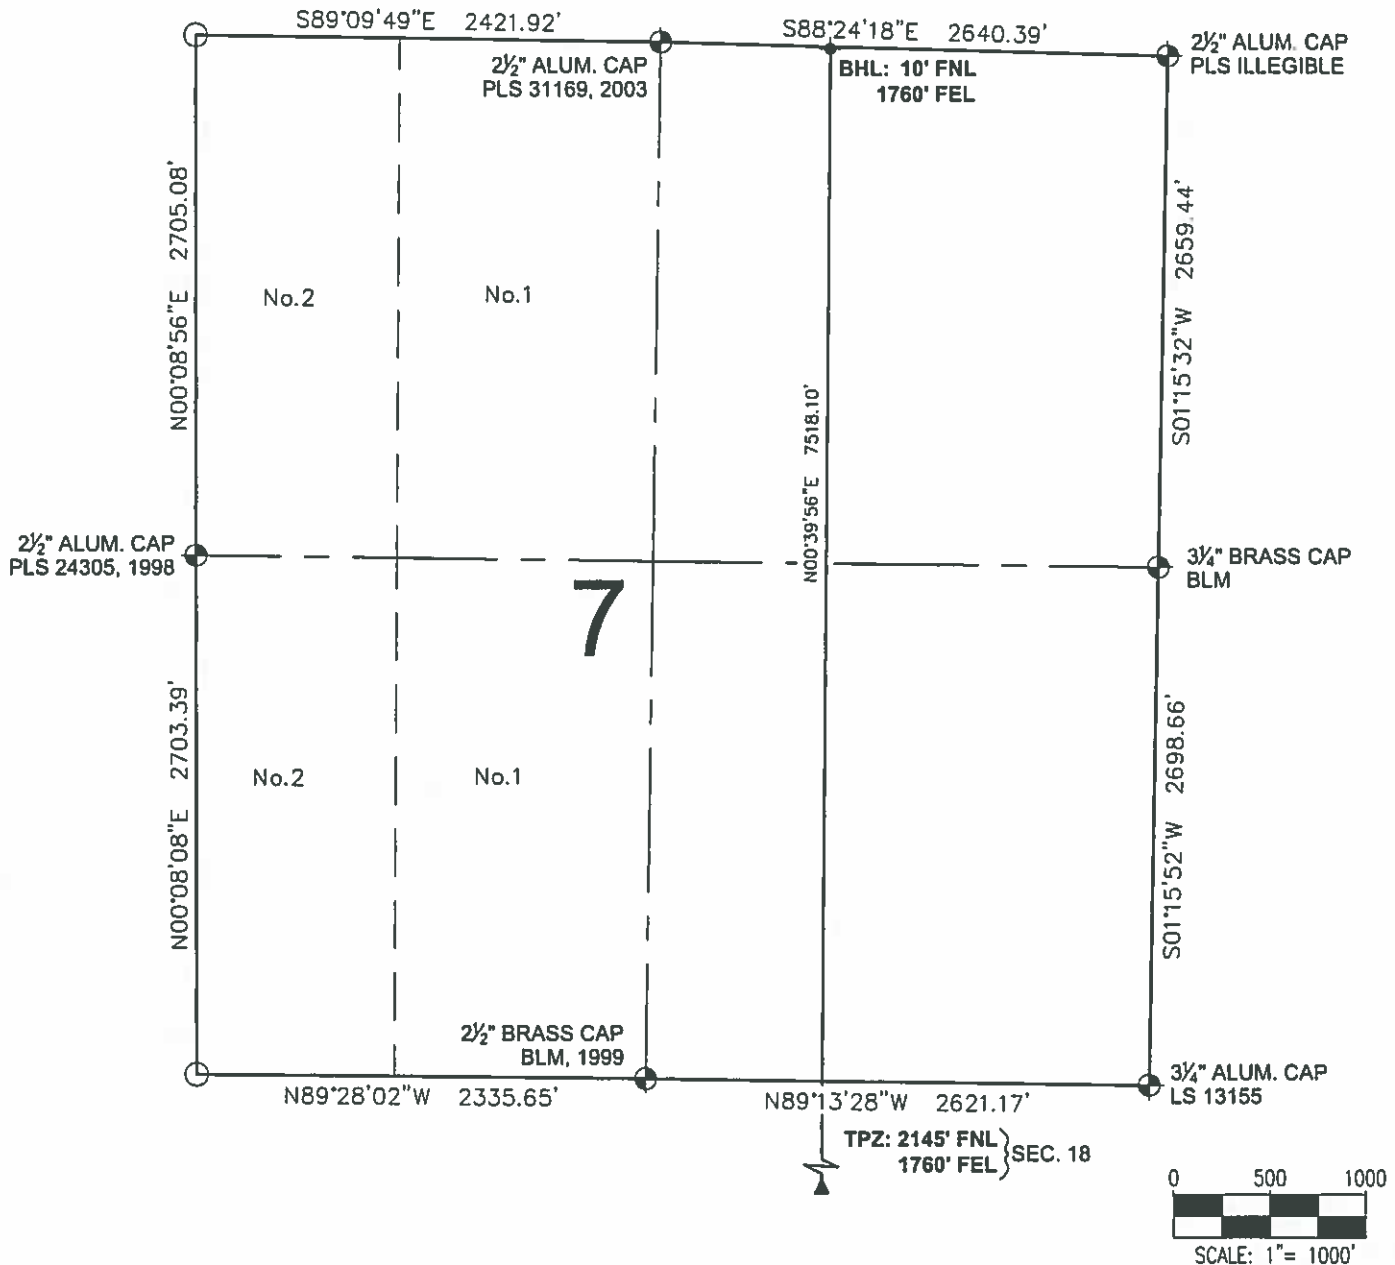 S89°09'49"E 2421.92'
S88°24'18"E 2640.39'
2½" ALUM. CAP
PLS 31169, 2003
BHL: 10' FNL
1760' FEL
2½" ALUM. CAP
PLS ILLEGIBLE
N00°08'56"E 2705.08'
S01°15'32"W 2659.44'
No.2
No.1
N00°39'56"E 7518.10'
2½" ALUM. CAP
PLS 24305, 1998
3¼" BRASS CAP
BLM
7
N00°08'08"E 2703.39'
S01°15'52"W 2698.66'
No.2
No.1
2½" BRASS CAP
BLM, 1999
3¼" ALUM. CAP
LS 13155
N89°28'02"W 2335.65'
N89°13'28"W 2621.17'
TPZ: 2145' FNL
1760' FEL
SEC. 18
0 500 1000
SCALE: 1"= 1000'